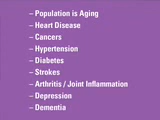 – Population is Aging
– Heart Disease
– Cancers
– Hypertension
– Diabetes
– Strokes
– Arthritis / Joint Inflammation
– Depression
– Dementia